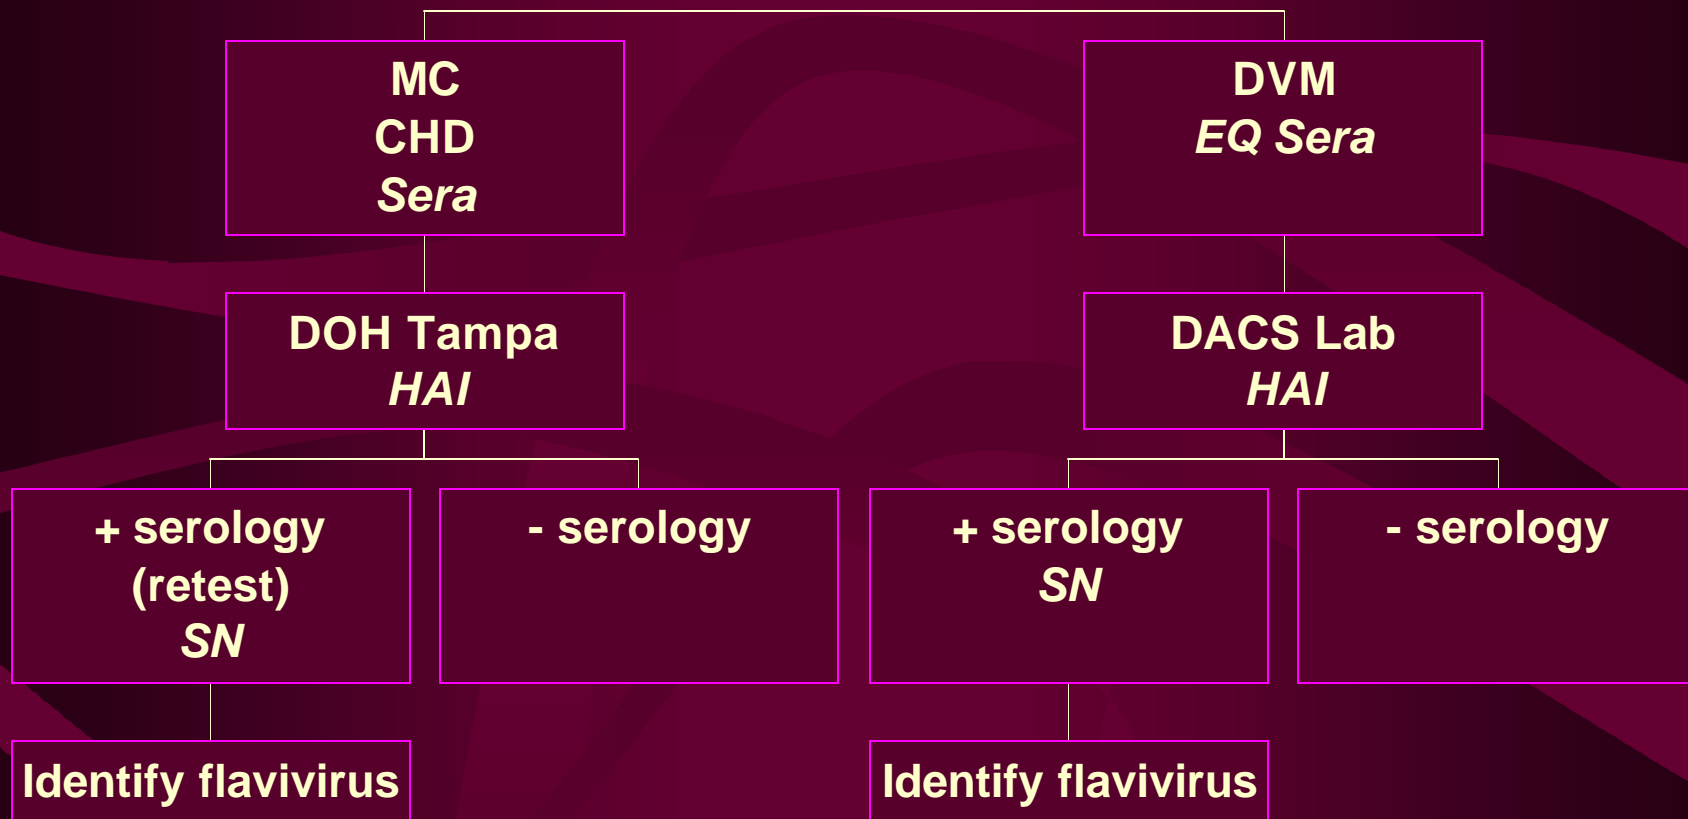 MC
CHD
Sera
DVM
EQ Sera
DOH Tampa
HAI
DACS Lab
HAI
+ serology
(retest)
SN
- serology
+ serology
SN
- serology
Identify flavivirus
Identify flavivirus